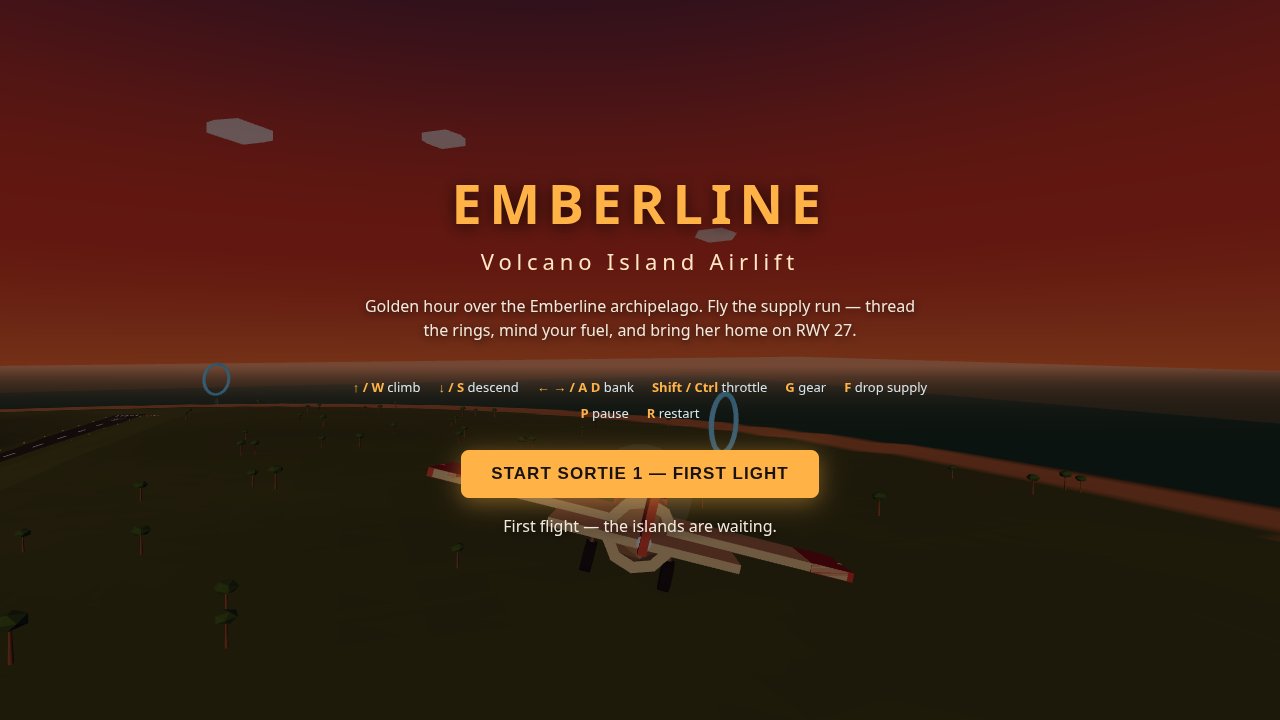 EMBERLINE
Volcano Island Airlift
Golden hour over the Emberline archipelago. Fly the supply run — thread
the rings, mind your fuel, and bring her home on RWY 27.
↑ / W climb ↓ / S descend ← → / A D bank Shift / Ctrl throttle G gear F drop supply
P pause R restart
START SORTIE 1 — FIRST LIGHT
First flight — the islands are waiting.